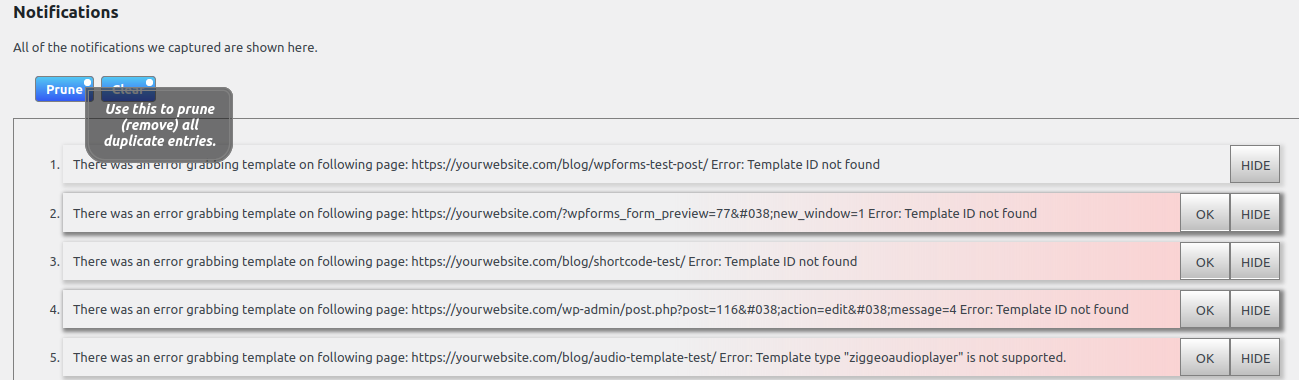 Notifications
All of the notifications we captured are shown here.
Prune Clear
Use this to prune
(remove) all
duplicate entries.
1. There was an error grabbing template on following page: https://yourwebsite.com/blog/wpforms-test-post/ Error: Template ID not found HIDE
2. There was an error grabbing template on following page: https://yourwebsite.com/?wpforms_form_preview=77&#038;new_window=1 Error: Template ID not found OK HIDE
3. There was an error grabbing template on following page: https://yourwebsite.com/blog/shortcode-test/ Error: Template ID not found OK HIDE
4. There was an error grabbing template on following page: https://yourwebsite.com/wp-admin/post.php?post=116&#038;action=edit&#038;message=4 Error: Template ID not found OK HIDE
5. There was an error grabbing template on following page: https://yourwebsite.com/blog/audio-template-test/ Error: Template type "ziggeoaudioplayer" is not supported. OK HIDE